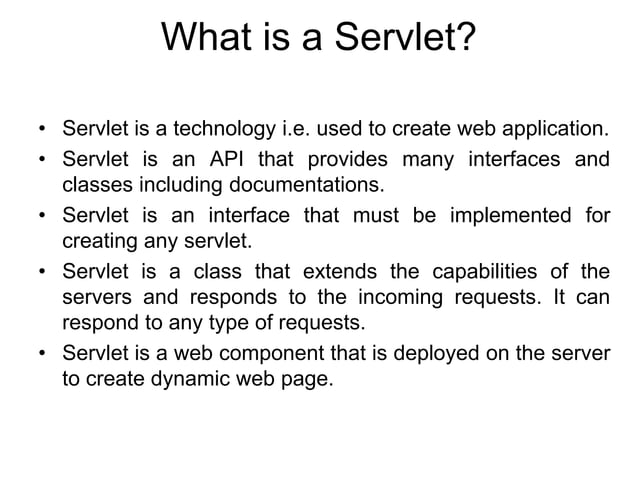 What is a Servlet?
• Servlet is a technology i.e. used to create web application.
• Servlet is an API that provides many interfaces and
classes including documentations.
• Servlet is an interface that must be implemented for
creating any servlet.
• Servlet is a class that extends the capabilities of the
servers and responds to the incoming requests. It can
respond to any type of requests.
• Servlet is a web component that is deployed on the server
to create dynamic web page.